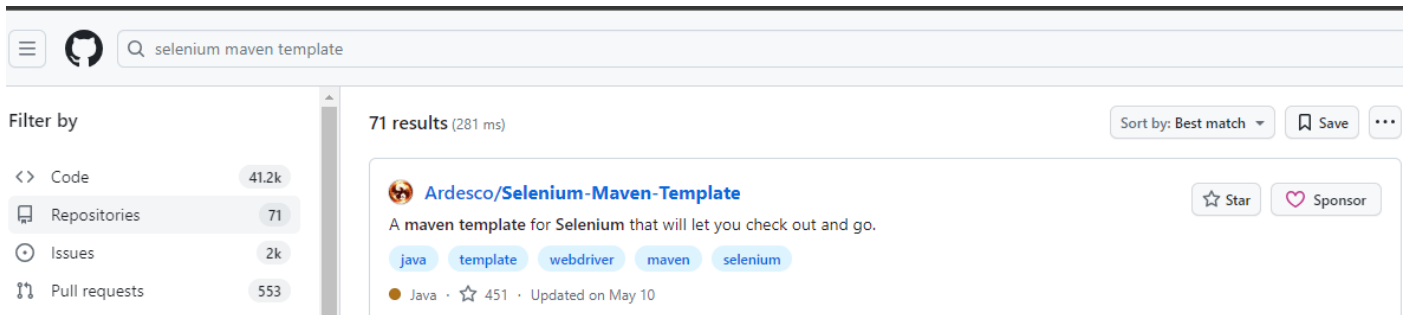 selenium maven template
Filter by
Code 41.2k
Repositories 71
Issues 2k
Pull requests 553
71 results (281 ms)
Sort by: Best match
Save
Ardesco/Selenium-Maven-Template
Star
Sponsor
A maven template for Selenium that will let you check out and go.
java template webdriver maven selenium
Java · 451 · Updated on May 10